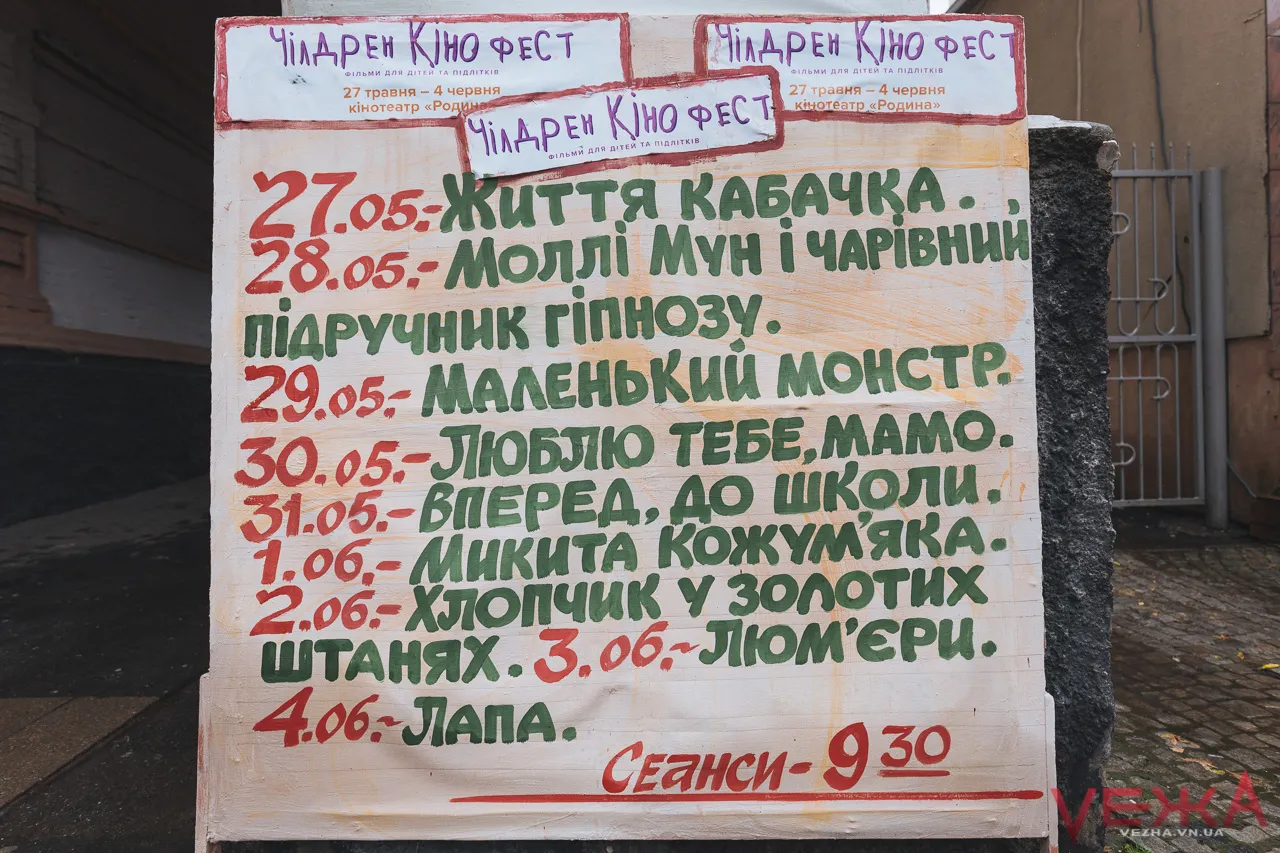 Чілдрен Кіно фест
фільми для дітей та підлітків
27 травня – 4 червня
кінотеатр «Родина»
Чілдрен Кіно фест
фільми для дітей та підлітків
27 травня – 4 червня
кінотеатр «Родина»
Чілдрен Кіно фест
фільми для дітей та підлітків
27.05.- Життя Кабачка.,
28.05.- Моллі Мун і чарівний
підручник гіпнозу.
29.05.- Маленький монстр.
30.05.- Люблю тебе, мамо.
31.05.- Вперед, до школи.
1.06.- Микита Кожум'яка.
2.06.- Хлопчик у золотих
штанях. 3.06.- Люм'єри.
4.06.- Лапа.
Сеанси- 9 30
VEЖА
VEZHA.VN.UA